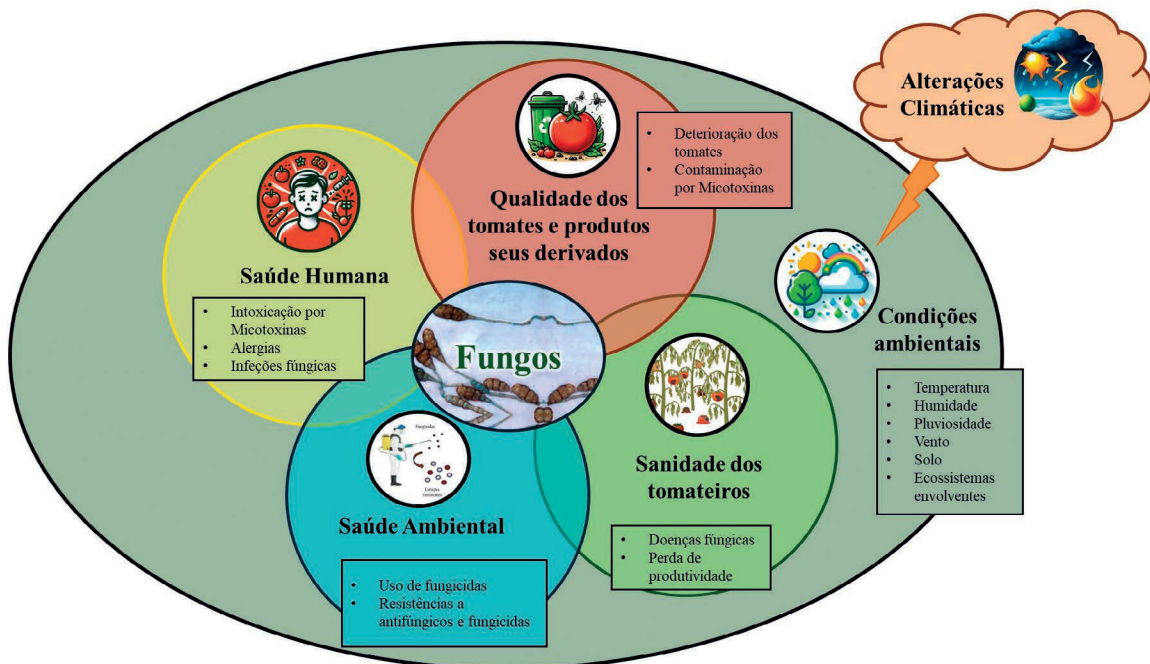 Alterações
Climáticas
Qualidade dos
tomates e produtos
seus derivados
• Deterioração dos
tomates
• Contaminação
por Micotoxinas
Saúde Humana
• Intoxicação por
Micotoxinas
• Alergias
• Infeções fúngicas
Fungos
Condições
ambientais
• Temperatura
• Humidade
• Pluviosidade
• Vento
• Solo
• Ecossistemas
envolventes
Fungicidas
Saúde Ambiental
• Uso de fungicidas
• Resistências a
antifúngicos e fungicidas
Sanidade dos
tomateiros
• Doenças fúngicas
• Perda de
produtividade